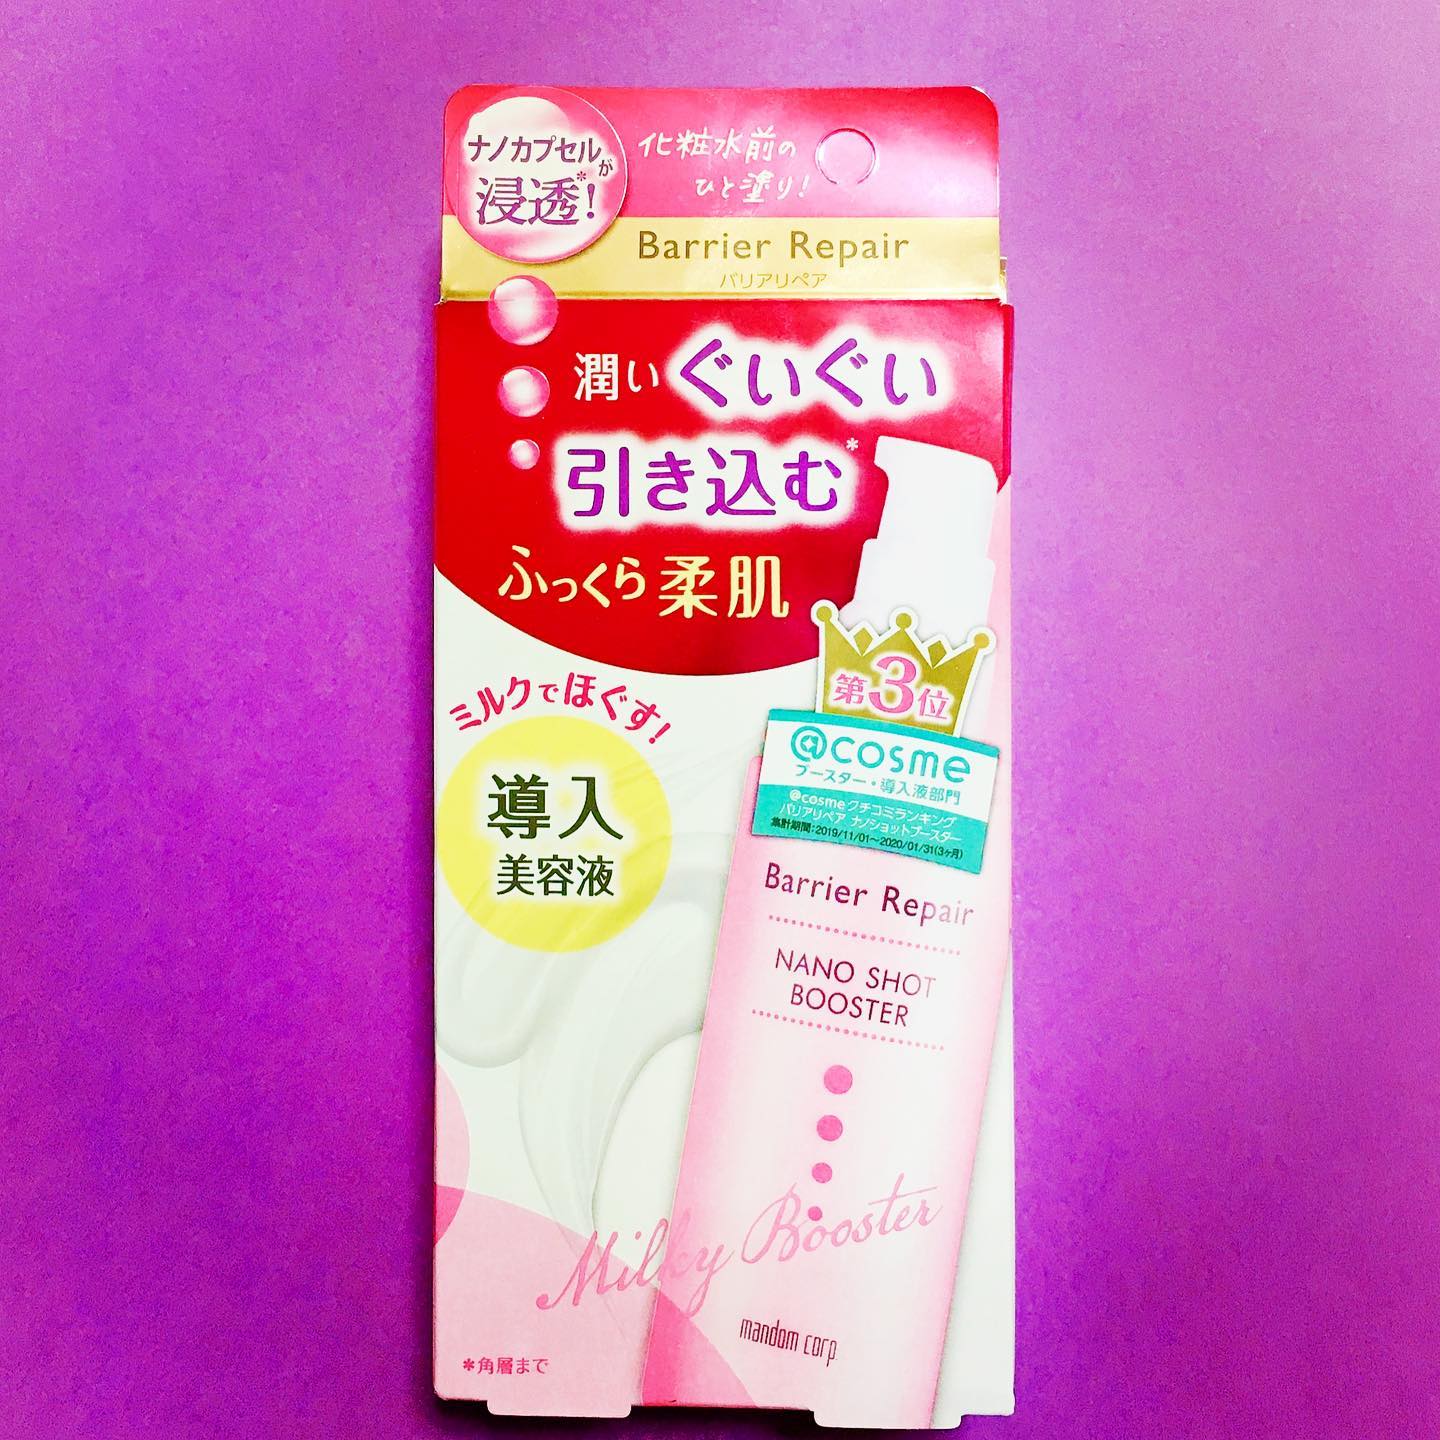 ナノカプセルが
浸透*!
化粧水前の
ひと塗り!
Barrier Repair
バリアリペア
潤いぐいぐい
引き込む*
ふっくら柔肌
ミルクでほぐす!
導入
美容液
第3位
@cosme
ブースター・導入液部門
@cosmeクチコミランキング
バリアリペア ナノショットブースター
集計期間:2019/11/01~2020/01/31(3ヶ月)
Barrier Repair
NANO SHOT
BOOSTER
Milky Booster
mandom corp
*角層まで